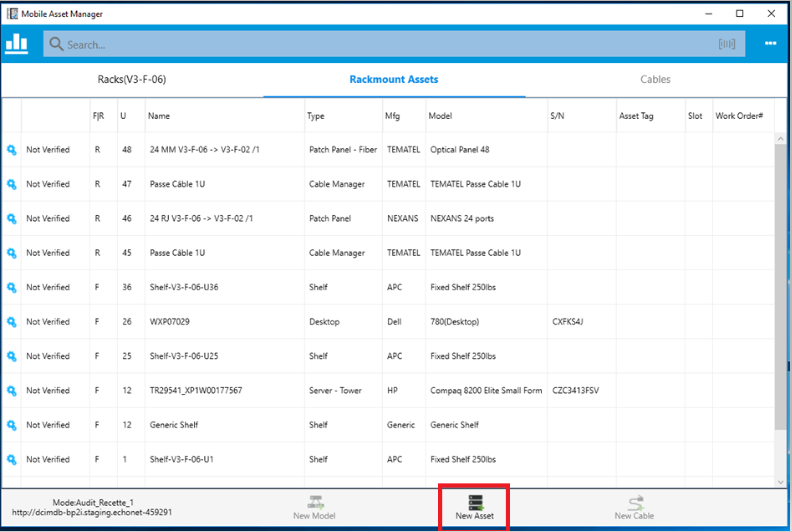 Mobile Asset Manager
Search...
Racks(V3-F-06) Rackmount Assets Cables
F|R U Name Type Mfg Model S/N Asset Tag Slot Work Order#
Not Verified R 48 24 MM V3-F-06 -> V3-F-02 /1 Patch Panel - Fiber TEMATEL Optical Panel 48
Not Verified R 47 Passe Câble 1U Cable Manager TEMATEL TEMATEL Passe Cable 1U
Not Verified R 46 24 RJ V3-F-06 -> V3-F-02 /1 Patch Panel NEXANS NEXANS 24 ports
Not Verified R 45 Passe Câble 1U Cable Manager TEMATEL TEMATEL Passe Cable 1U
Not Verified F 36 Shelf-V3-F-06-U36 Shelf APC Fixed Shelf 250lbs
Not Verified F 26 WXP07029 Desktop Dell 780(Desktop) CXFKS4J
Not Verified F 25 Shelf-V3-F-06-U25 Shelf APC Fixed Shelf 250lbs
Not Verified F 12 TR29541_XP1W00177567 Server - Tower HP Compaq 8200 Elite Small Form CZC3413FSV
Not Verified F 12 Generic Shelf Shelf Generic Generic Shelf
Not Verified F 1 Shelf-V3-F-06-U1 Shelf APC Fixed Shelf 250lbs
Mode:Audit_Recette_1
http://dcimdb-bp2i.staging.echonet-459291
New Model New Asset New Cable